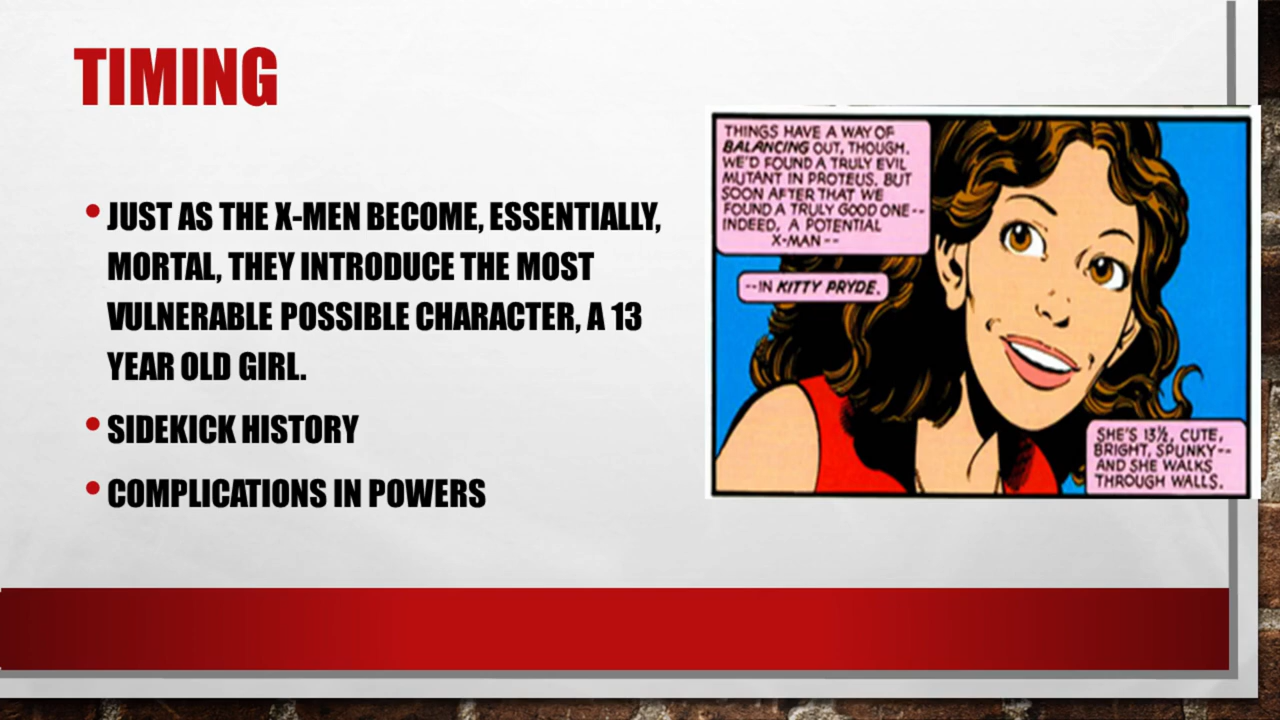 TIMING
• JUST AS THE X-MEN BECOME, ESSENTIALLY,
MORTAL, THEY INTRODUCE THE MOST
VULNERABLE POSSIBLE CHARACTER, A 13
YEAR OLD GIRL.
• SIDEKICK HISTORY
• COMPLICATIONS IN POWERS
THINGS HAVE A WAY OF
BALANCING OUT, THOUGH.
WE'D FOUND A TRULY EVIL
MUTANT IN PROTEUS, BUT
SOON AFTER THAT WE
FOUND A TRULY GOOD ONE--
INDEED, A POTENTIAL
X-MAN--
--IN KITTY PRYDE.
SHE'S 13½, CUTE,
BRIGHT, SPUNKY--
AND SHE WALKS
THROUGH WALLS.